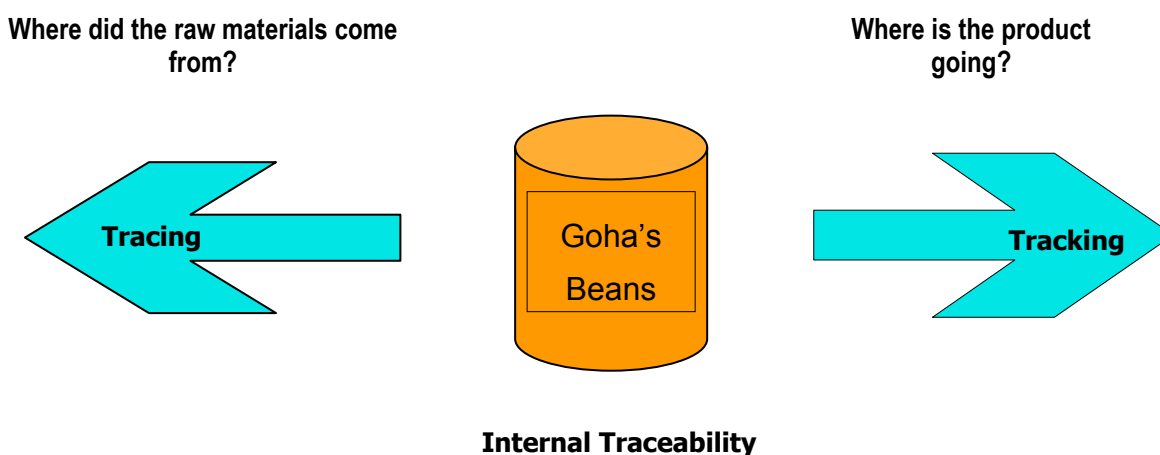 Where did the raw materials come
from?
Where is the product
going?
Tracing
Goha's
Beans
Tracking
Internal Traceability